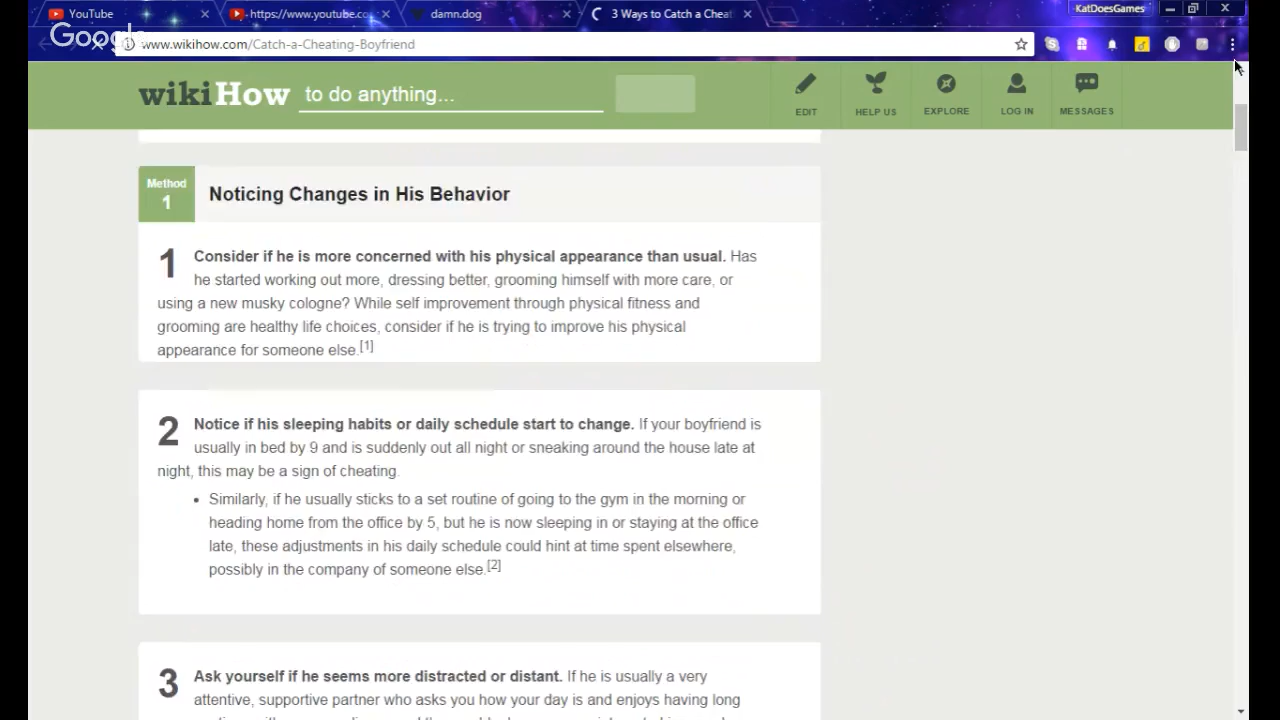 YouTube
https://www.youtube.co
damn.dog
3 Ways to Catch a Cheat
KatDoesGames
Google
www.wikihow.com/Catch-a-Cheating-Boyfriend
wikiHow to do anything...
EDIT
HELP US
EXPLORE
LOG IN
MESSAGES
Method
1
Noticing Changes in His Behavior
1 Consider if he is more concerned with his physical appearance than usual. Has
he started working out more, dressing better, grooming himself with more care, or
using a new musky cologne? While self improvement through physical fitness and
grooming are healthy life choices, consider if he is trying to improve his physical
appearance for someone else.[1]
2 Notice if his sleeping habits or daily schedule start to change. If your boyfriend is
usually in bed by 9 and is suddenly out all night or sneaking around the house late at
night, this may be a sign of cheating.
• Similarly, if he usually sticks to a set routine of going to the gym in the morning or
heading home from the office by 5, but he is now sleeping in or staying at the office
late, these adjustments in his daily schedule could hint at time spent elsewhere,
possibly in the company of someone else.[2]
3 Ask yourself if he seems more distracted or distant. If he is usually a very
attentive, supportive partner who asks you how your day is and enjoys having long